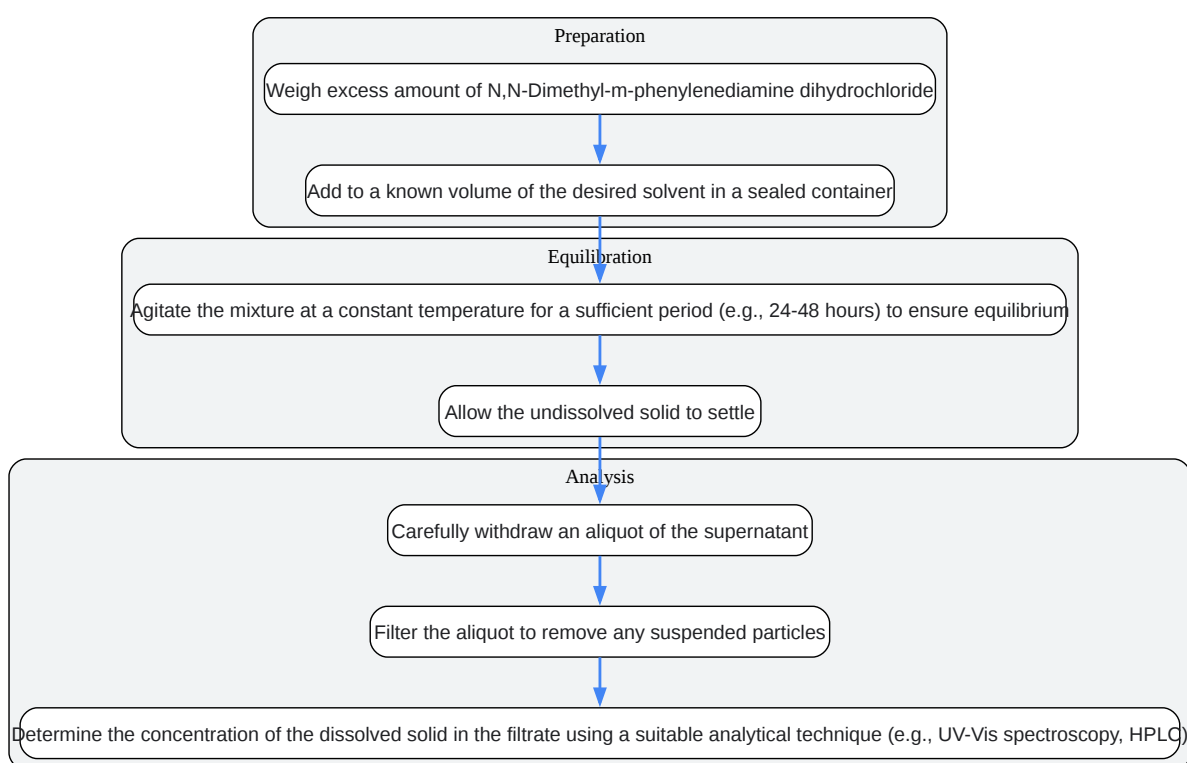 Preparation
Weigh excess amount of N,N-Dimethyl-m-phenylenediamine dihydrochloride
Add to a known volume of the desired solvent in a sealed container
Equilibration
Agitate the mixture at a constant temperature for a sufficient period (e.g., 24-48 hours) to ensure equilibrium
Allow the undissolved solid to settle
Analysis
Carefully withdraw an aliquot of the supernatant
Filter the aliquot to remove any suspended particles
Determine the concentration of the dissolved solid in the filtrate using a suitable analytical technique (e.g., UV-Vis spectroscopy, HPLC)